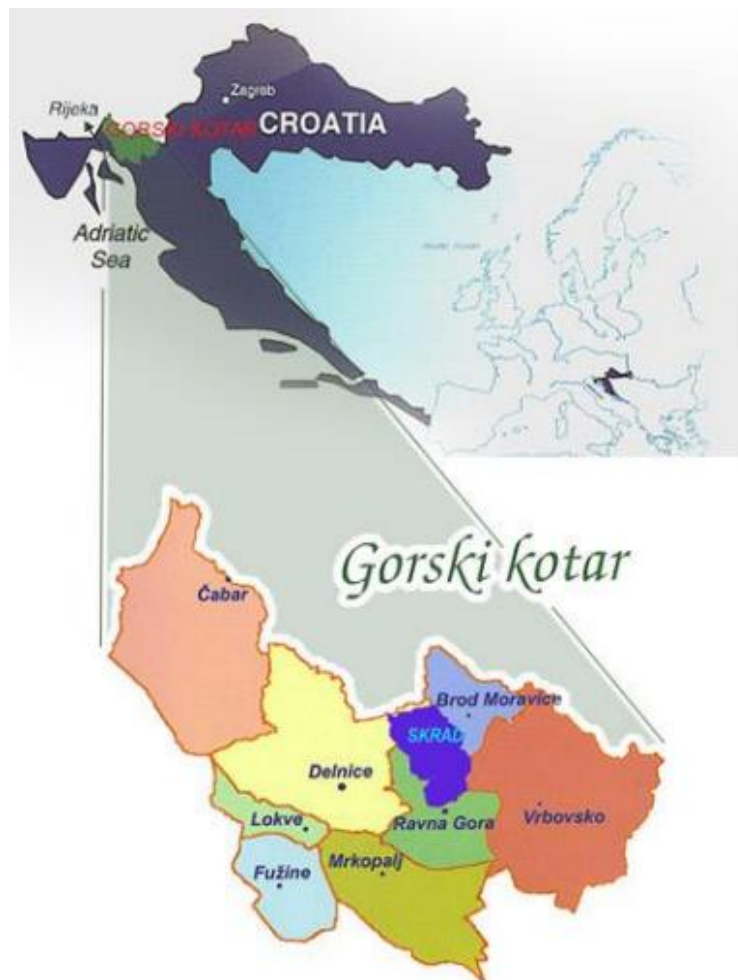 Zagreb
Rijeka
GORSKI KOTAR
CROATIA
Adriatic
Sea
Gorski kotar
Čabar
Brod Moravice
SKRAD
Delnice
Lokve
Ravna Gora
Vrbovsko
Mrkopalj
Fužine